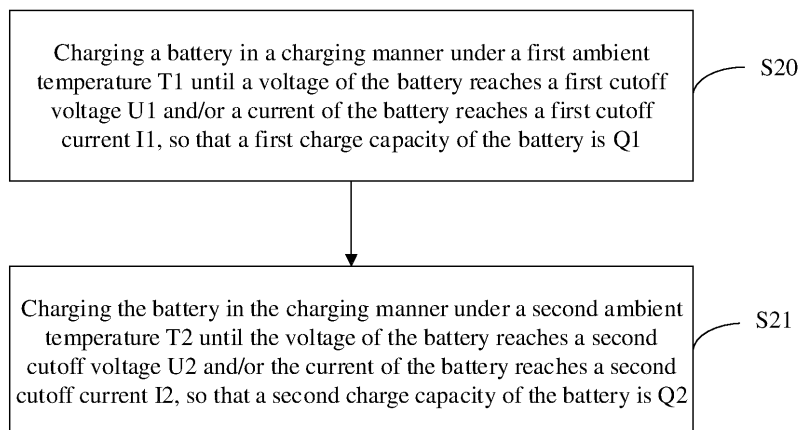 Charging a battery in a charging manner under a first ambient
temperature T1 until a voltage of the battery reaches a first cutoff
voltage U1 and/or a current of the battery reaches a first cutoff
current I1, so that a first charge capacity of the battery is Q1
S20
Charging the battery in the charging manner under a second ambient
temperature T2 until the voltage of the battery reaches a second
cutoff voltage U2 and/or the current of the battery reaches a second
cutoff current I2, so that a second charge capacity of the battery is Q2
S21